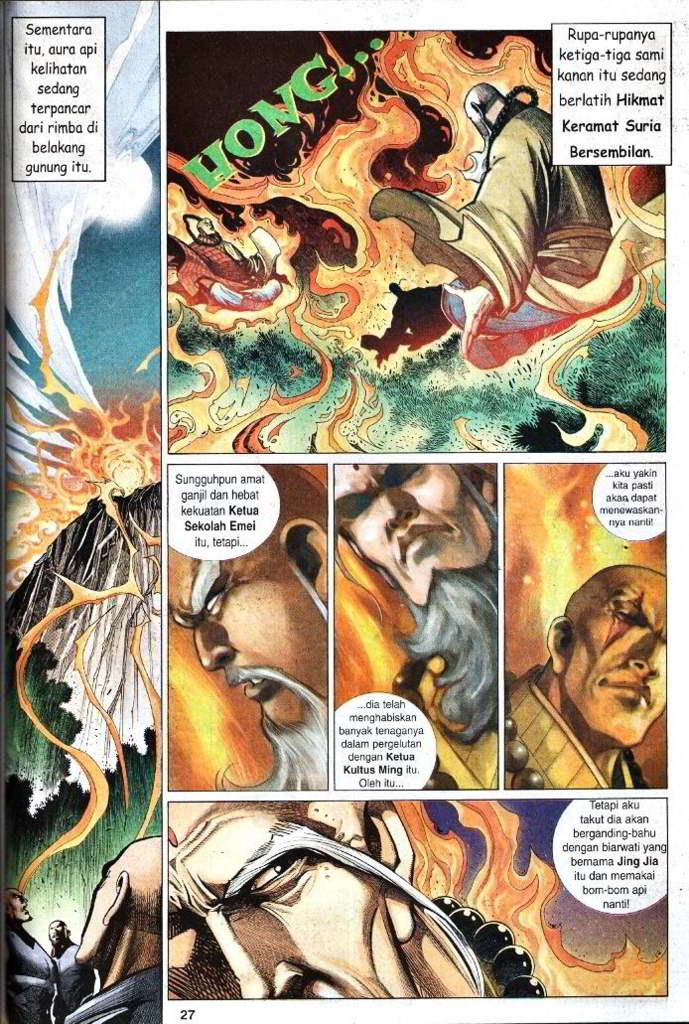 Sementara
itu, aura api
kelihatan
sedang
terpancar
dari rimba di
belakang
gunung itu.
HONG...
Rupa-rupanya
ketiga-tiga sami
kanan itu sedang
berlatih Hikmat
Keramat Suria
Bersembilan.
Sungguhpun amat
ganjil dan hebat
kekuatan Ketua
Sekolah Emei
itu, tetapi...
...dia telah
menghabiskan
banyak tenaganya
dalam pergelutan
dengan Ketua
Kultus Ming itu.
Oleh itu...
...aku yakin
kita pasti
akan dapat
menewaskan-
nya nanti!
Tetapi aku
takut dia akan
berganding-bahu
dengan biarwati yang
bernama Jing Jia
itu dan memakai
bom-bom api
nanti!
27